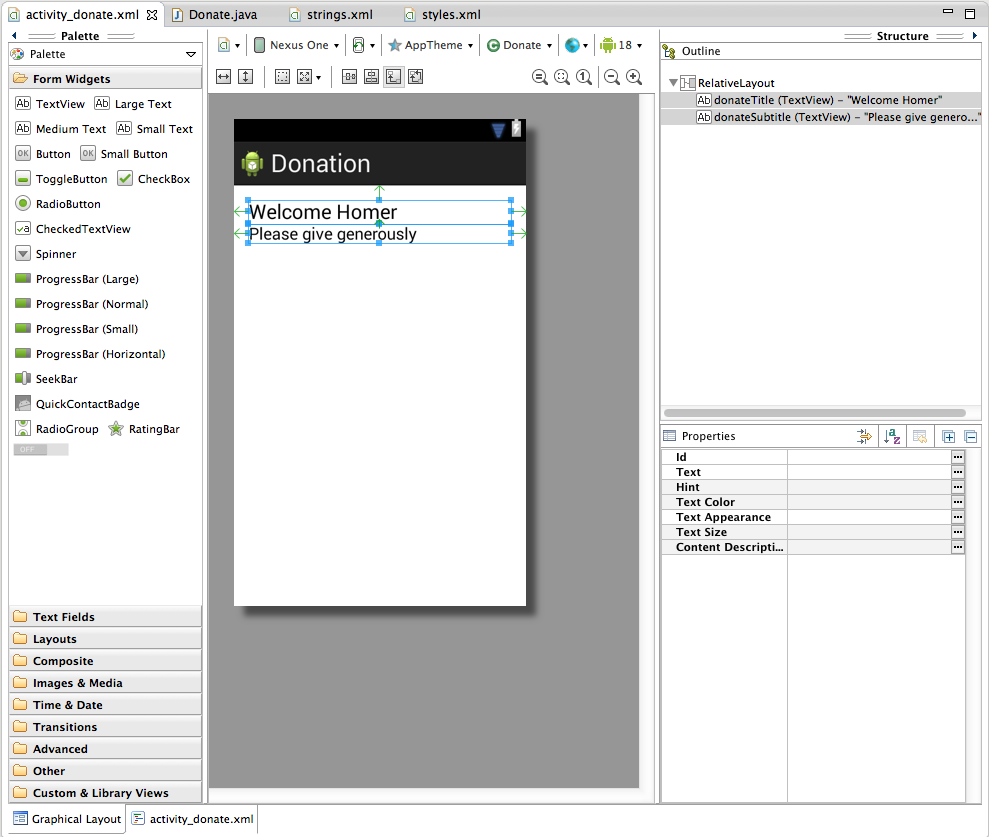 activity_donate.xml Donate.java strings.xml styles.xml
Palette
Palette
Form Widgets
Ab TextView Ab Large Text
Ab Medium Text Ab Small Text
OK Button OK Small Button
ToggleButton CheckBox
RadioButton
a CheckedTextView
Spinner
ProgressBar (Large)
ProgressBar (Normal)
ProgressBar (Small)
ProgressBar (Horizontal)
SeekBar
QuickContactBadge
RadioGroup RatingBar
OFF
Text Fields
Layouts
Composite
Images & Media
Time & Date
Transitions
Advanced
Other
Custom & Library Views
Nexus One AppTheme Donate 18
1
Donation
Welcome Homer
Please give generously
Structure
Outline
RelativeLayout
Ab donateTitle (TextView) – "Welcome Homer"
Ab donateSubtitle (TextView) – "Please give genero..."
Properties
a z
Id ...
Text ...
Hint ...
Text Color ...
Text Appearance ...
Text Size ...
Content Descripti... ...
Graphical Layout activity_donate.xml